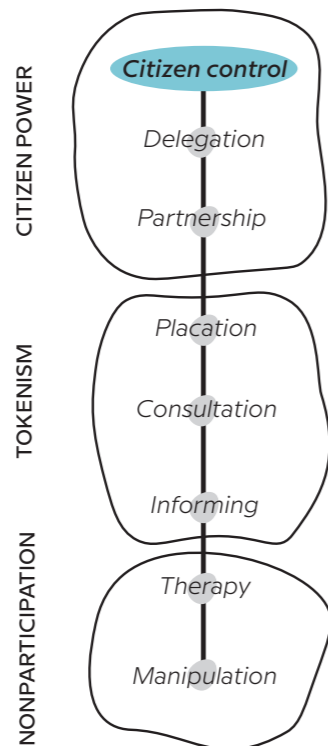 CITIZEN POWER
Citizen control
Delegation
Partnership
TOKENISM
Placation
Consultation
Informing
NONPARTICIPATION
Therapy
Manipulation